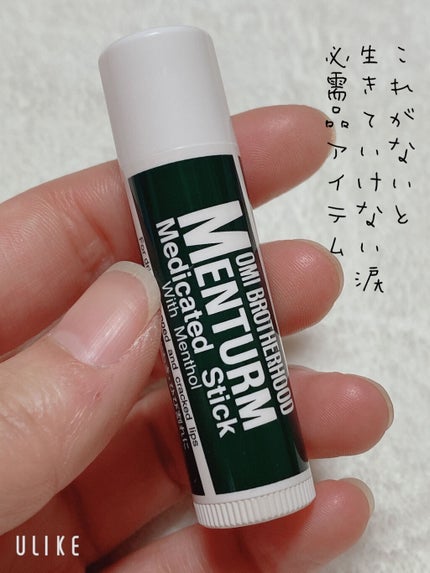 これがないと
生きていけない涙
必需品アイテム
OMI BROTHERHOOD
MENTURM
Medicated Stick
With Menthol
and cracked lips
ULIKE